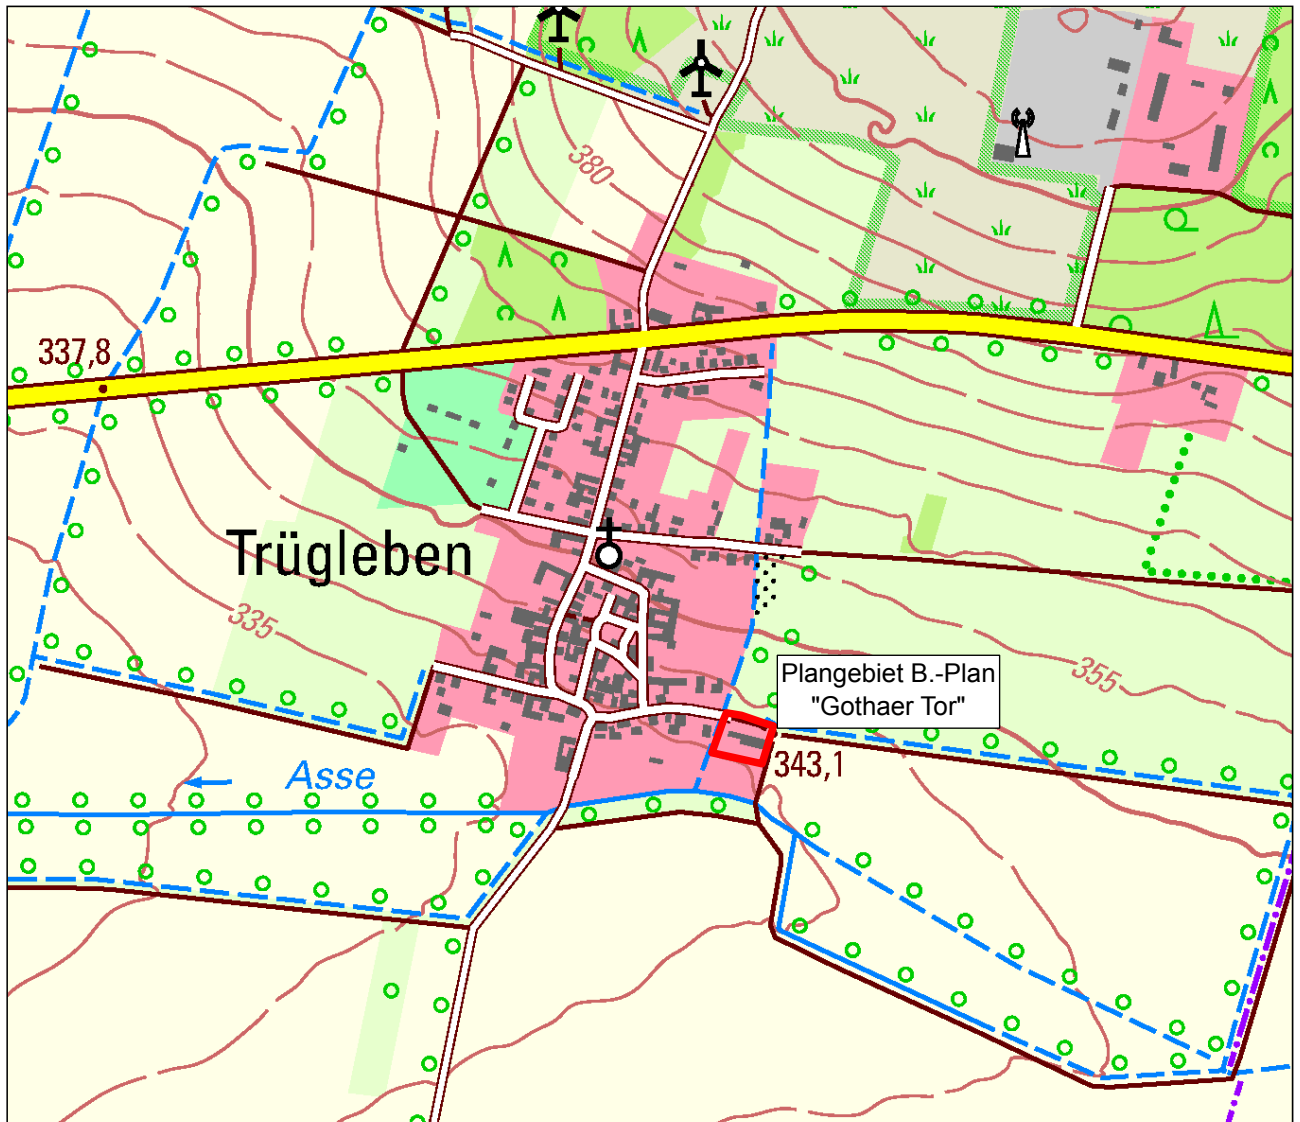 380
337,8
Trügleben
335
Plangebiet B.-Plan
"Gothaer Tor"
355
343,1
Asse